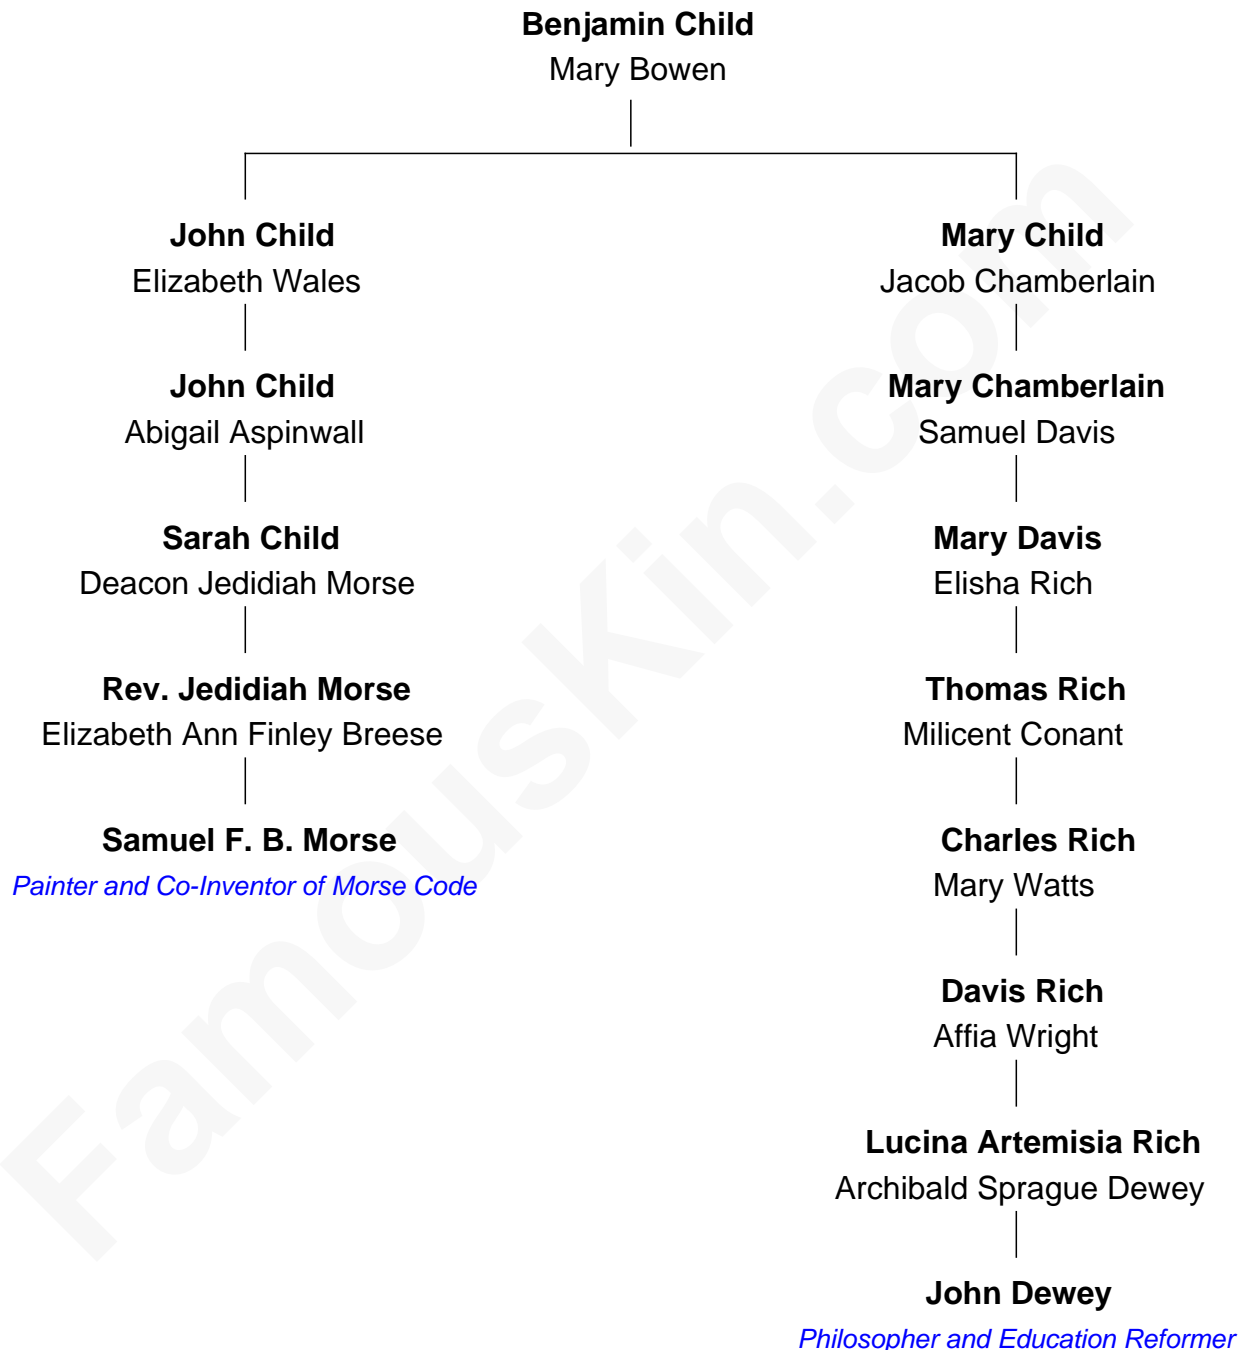 Benjamin Child
Mary Bowen
John Child
Elizabeth Wales
John Child
Abigail Aspinwall
Sarah Child
Deacon Jedidiah Morse
Rev. Jedidiah Morse
Elizabeth Ann Finley Breese
Samuel F. B. Morse
Painter and Co-Inventor of Morse Code
Mary Child
Jacob Chamberlain
Mary Chamberlain
Samuel Davis
Mary Davis
Elisha Rich
Thomas Rich
Milicent Conant
Charles Rich
Mary Watts
Davis Rich
Affia Wright
Lucina Artemisia Rich
Archibald Sprague Dewey
John Dewey
Philosopher and Education Reformer
FamousKin.com